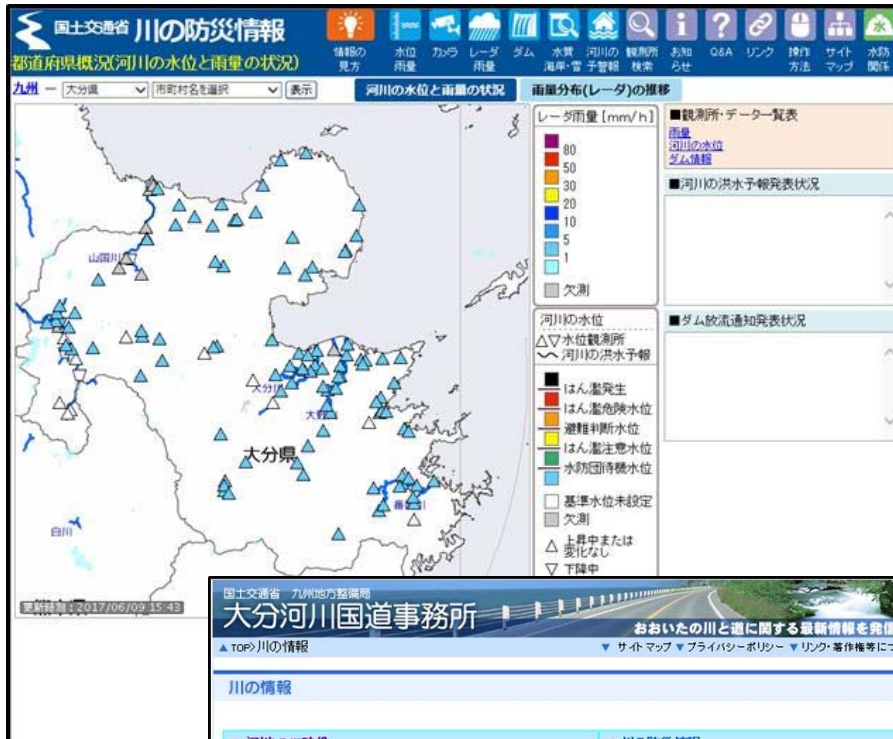 国土交通省 川の防災情報
都道府県概況(河川の水位と雨量の状況)
情報の見方
水位雨量
カメラ
レーダ雨量
ダム
水質海岸・雪
河川の予警報
観測所検索
お知らせ
Q&A
リンク
操作方法
サイトマップ
水防関係
九州 ー 大分県 市町村名を選択 表示
河川の水位と雨量の状況
雨量分布(レーダ)の推移
山国川
大分川
大分県
白川
更新時刻:2017/06/09 15:43
レーダ雨量 [mm/h]
80
50
30
20
10
5
1
欠測
河川の水位
△▽水位観測所
河川の洪水予報
はん濫発生
はん濫危険水位
避難判断水位
はん濫注意水位
水防団待機水位
基準水位未設定
欠測
△ 上昇中または
変化なし
▽ 下降中
■観測所・データ一覧表
雨量
河川の水位
ダム情報
■河川の洪水予報発表状況
■ダム放流通知発表状況
国土交通省 九州地方整備局
大分河川国道事務所
おおいたの川と道に関する最新情報を発信
▲ TOP>川の情報
▼ サイトマップ ▼ プライバシーポリシー ▼ リンク・著作権等につ
川の情報